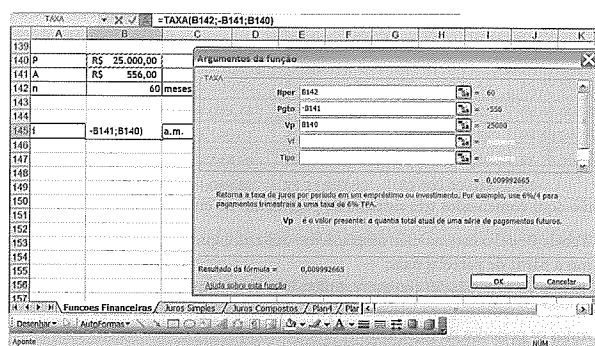 TAXA =TAXA(B142;-B141;B140)
A B C D E F G H I J K
139
140 P R$ 25.000,00
141 A R$ 556,00
142 n 60 meses
143
144
145 i -B141;B140) a.m.
146
147
148
149
150
151
152
153
154
155
156
157
Argumentos da função
TAXA
Nper B142 = 60
Pgto -B141 = -556
Vp B140 = 25000
Vf =
Tipo =
= 0,009992665
Retorna a taxa de juros por período em um empréstimo ou investimento. Por exemplo, use 6%/4 para
pagamentos trimestrais a uma taxa de 6% TPA.
Vp é o valor presente: a quantia total atual de uma série de pagamentos futuros.
Resultado da fórmula = 0,009992665
Ajuda sobre esta função
OK Cancelar
Funcoes Financeiras / Juros Simples / Juros Compostos / Plan4 / Plar
Desenhar AutoFormas
Aponte NUM